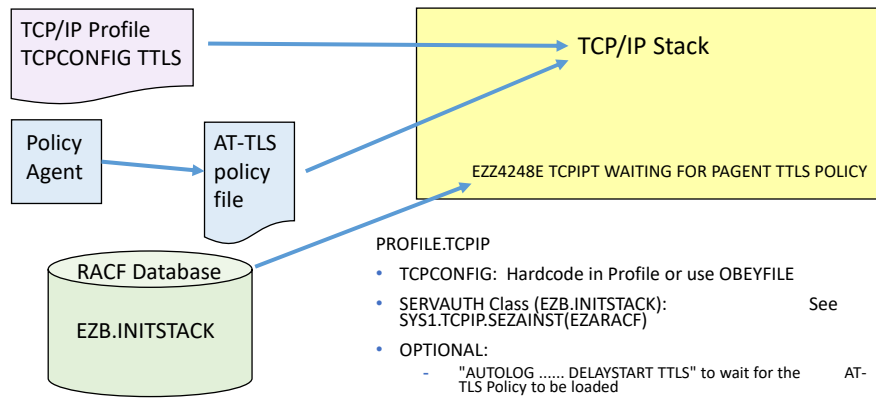 TCP/IP Profile
TCPCONFIG TTLS
TCP/IP Stack
Policy
Agent
AT-TLS
policy
file
EZZ4248E TCPIPT WAITING FOR PAGENT TTLS POLICY
RACF Database
EZB.INITSTACK
PROFILE.TCPIP
• TCPCONFIG: Hardcode in Profile or use OBEYFILE
• SERVAUTH Class (EZB.INITSTACK): See
SYS1.TCPIP.SEZAINST(EZARACF)
• OPTIONAL:
- "AUTOLOG ...... DELAYSTART TTLS" to wait for the AT-
TLS Policy to be loaded